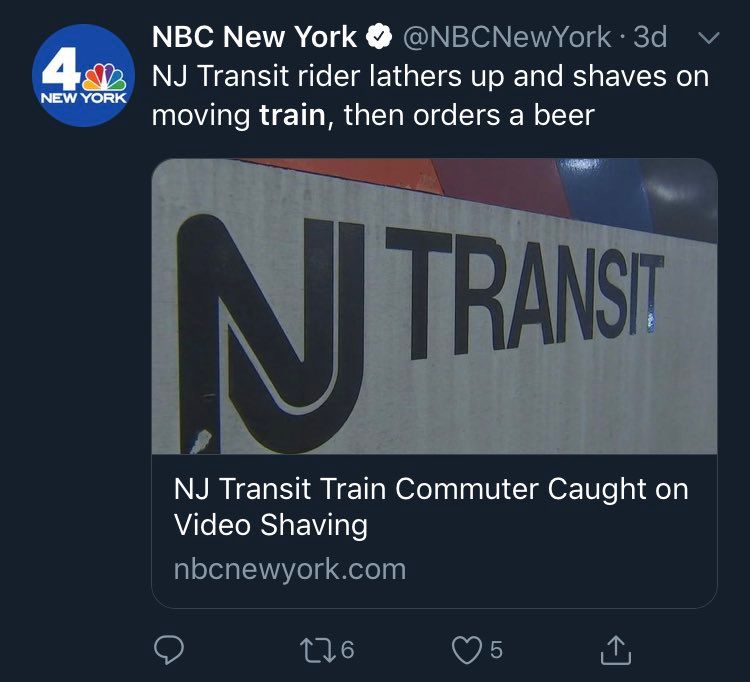 4
NEW YORK
NBC New York @NBCNewYork · 3d
NJ Transit rider lathers up and shaves on
moving train, then orders a beer
NJ TRANSIT
NJ Transit Train Commuter Caught on
Video Shaving
nbcnewyork.com
6 5